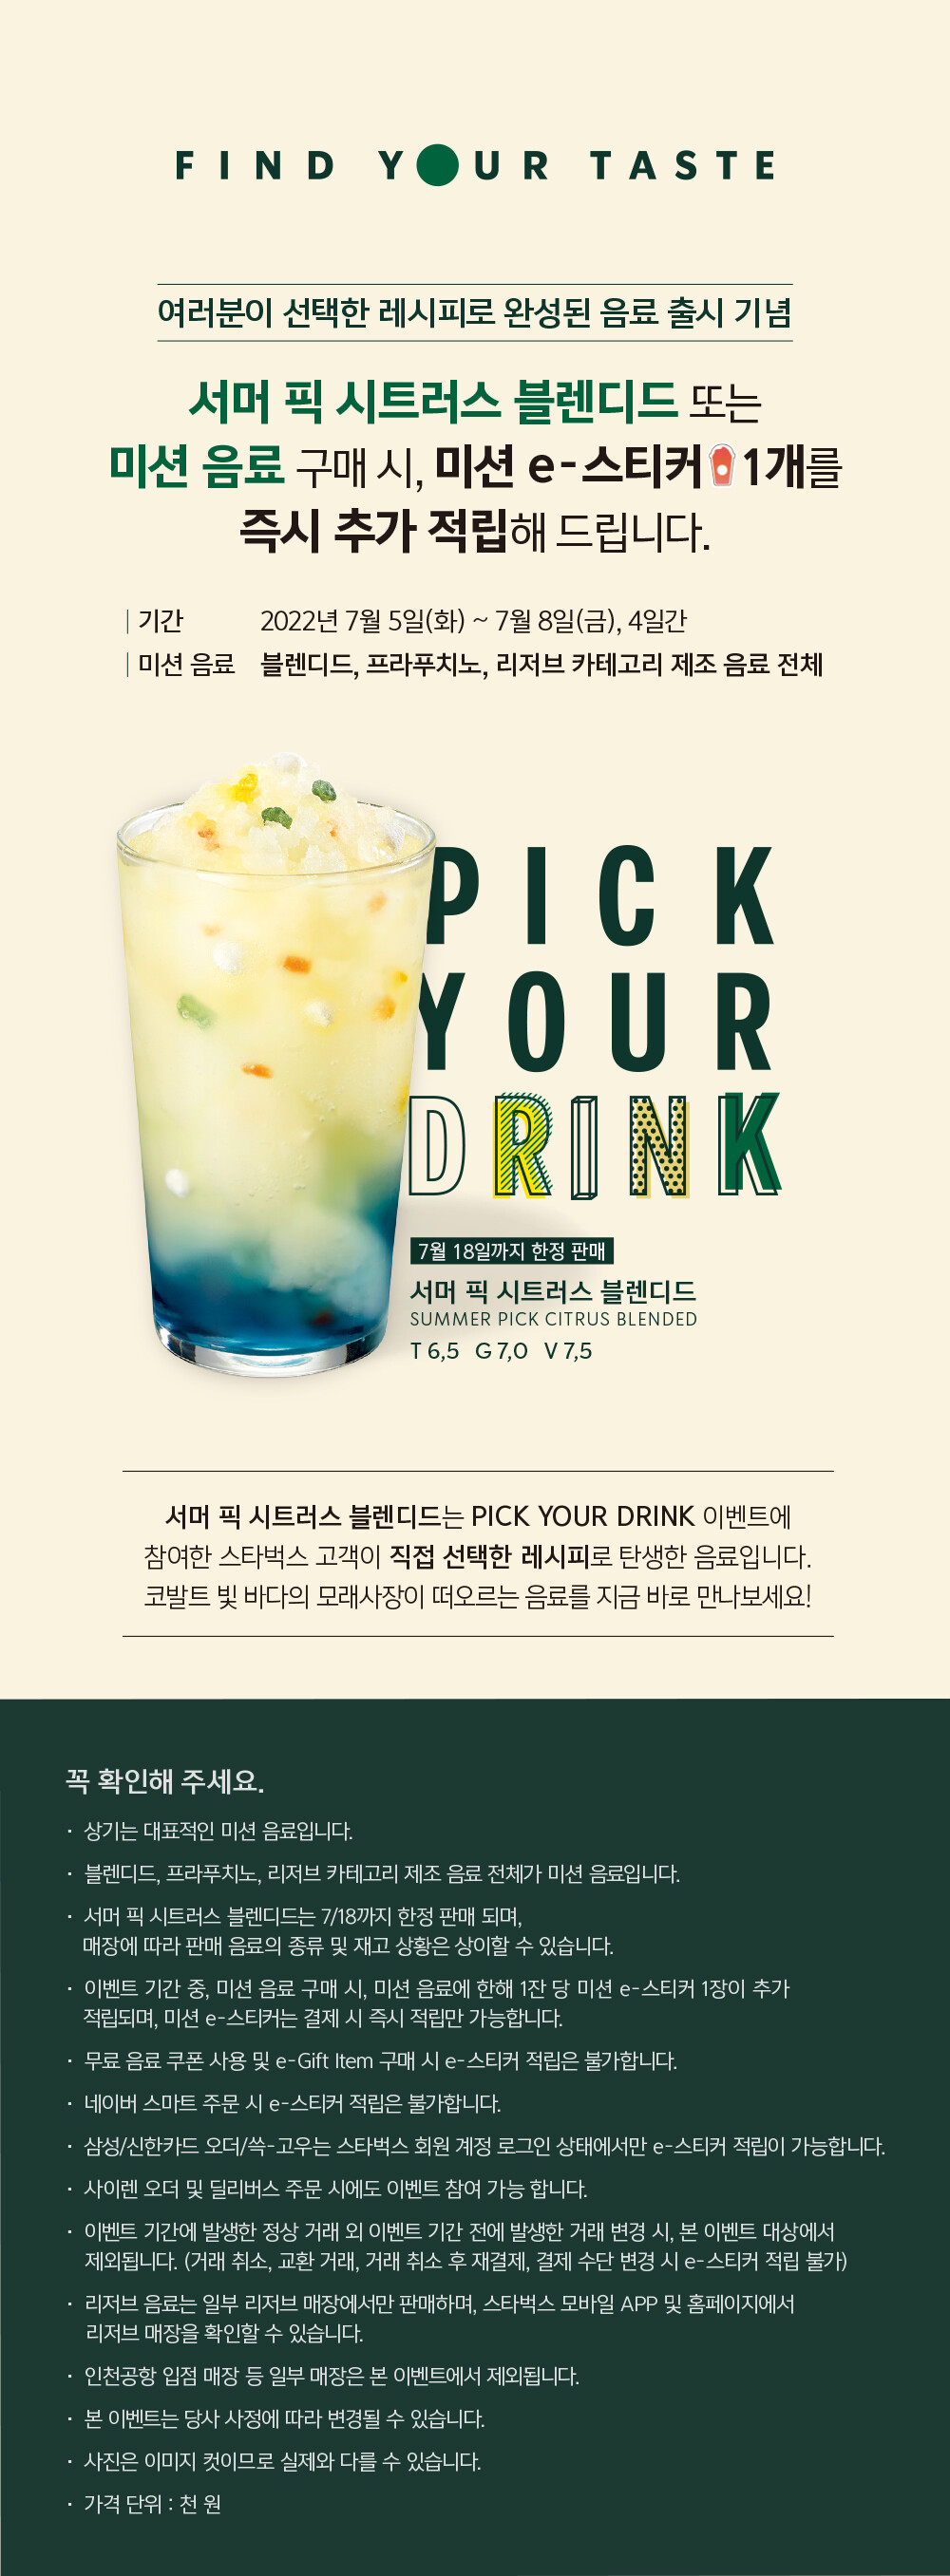 FIND YOUR TASTE
여러분이 선택한 레시피로 완성된 음료 출시 기념
서머 픽 시트러스 블렌디드 또는
미션 음료 구매 시, 미션 e-스티커 1개를
즉시 추가 적립해 드립니다.
| 기간 2022년 7월 5일(화) ~ 7월 8일(금), 4일간
| 미션 음료 블렌디드, 프라푸치노, 리저브 카테고리 제조 음료 전체
PICK
YOUR
DRINK
7월 18일까지 한정 판매
서머 픽 시트러스 블렌디드
SUMMER PICK CITRUS BLENDED
T 6,5 G 7,0 V 7,5
서머 픽 시트러스 블렌디드는 PICK YOUR DRINK 이벤트에
참여한 스타벅스 고객이 직접 선택한 레시피로 탄생한 음료입니다.
코발트 빛 바다의 모래사장이 떠오르는 음료를 지금 바로 만나보세요!
꼭 확인해 주세요.
· 상기는 대표적인 미션 음료입니다.
· 블렌디드, 프라푸치노, 리저브 카테고리 제조 음료 전체가 미션 음료입니다.
· 서머 픽 시트러스 블렌디드는 7/18까지 한정 판매 되며,
매장에 따라 판매 음료의 종류 및 재고 상황은 상이할 수 있습니다.
· 이벤트 기간 중, 미션 음료 구매 시, 미션 음료에 한해 1잔 당 미션 e-스티커 1장이 추가
적립되며, 미션 e-스티커는 결제 시 즉시 적립만 가능합니다.
· 무료 음료 쿠폰 사용 및 e-Gift Item 구매 시 e-스티커 적립은 불가합니다.
· 네이버 스마트 주문 시 e-스티커 적립은 불가합니다.
· 삼성/신한카드 오더/쓱-고우는 스타벅스 회원 계정 로그인 상태에서만 e-스티커 적립이 가능합니다.
· 사이렌 오더 및 딜리버스 주문 시에도 이벤트 참여 가능 합니다.
· 이벤트 기간에 발생한 정상 거래 외 이벤트 기간 전에 발생한 거래 변경 시, 본 이벤트 대상에서
제외됩니다. (거래 취소, 교환 거래, 거래 취소 후 재결제, 결제 수단 변경 시 e-스티커 적립 불가)
· 리저브 음료는 일부 리저브 매장에서만 판매하며, 스타벅스 모바일 APP 및 홈페이지에서
리저브 매장을 확인할 수 있습니다.
· 인천공항 입점 매장 등 일부 매장은 본 이벤트에서 제외됩니다.
· 본 이벤트는 당사 사정에 따라 변경될 수 있습니다.
· 사진은 이미지 컷이므로 실제와 다를 수 있습니다.
· 가격 단위 : 천 원